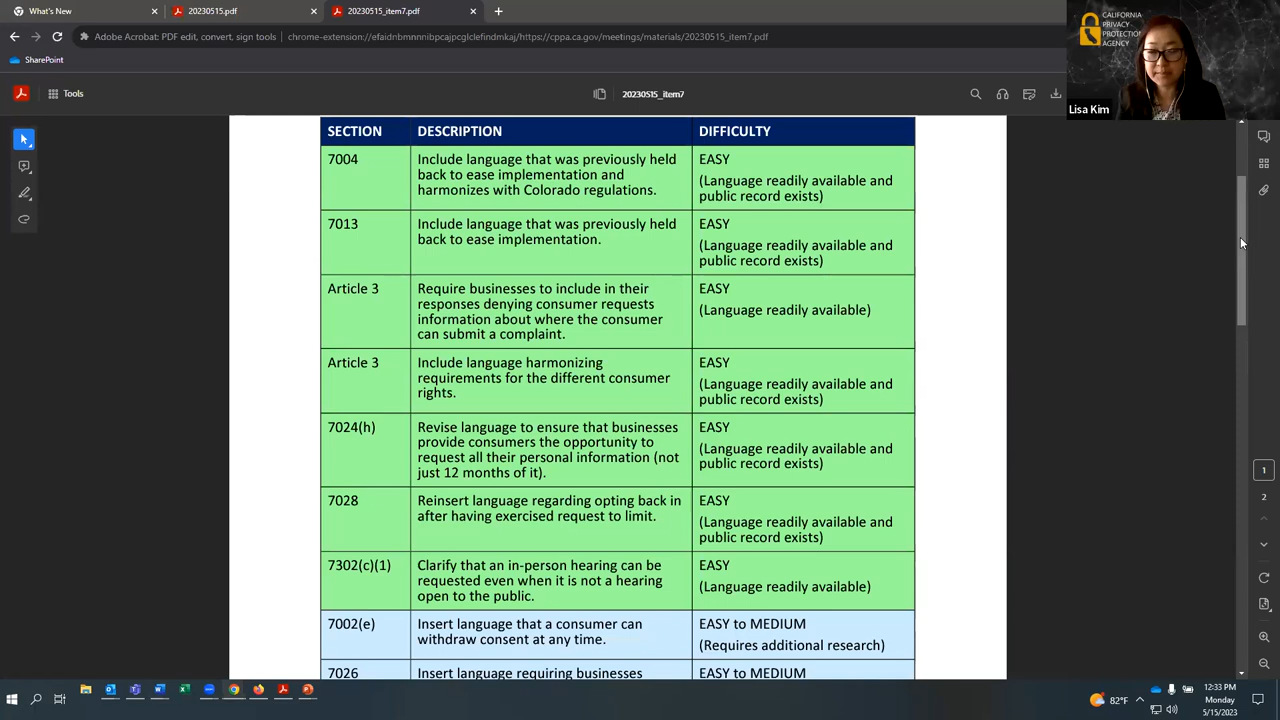 What's New
20230515.pdf
20230515_item7.pdf
CALIFORNIA
PRIVACY
PROTECTION
AGENCY
Adobe Acrobat: PDF edit, convert, sign tools
chrome-extension://efaidnbmnnnibpcajpcglclefindmkaj/https://cppa.ca.gov/meetings/materials/20230515_item7.pdf
SharePoint
Tools
20230515_item7
Lisa Kim
SECTION DESCRIPTION DIFFICULTY
7004
Include language that was previously held
back to ease implementation and
harmonizes with Colorado regulations.
EASY
(Language readily available and
public record exists)
7013
Include language that was previously held
back to ease implementation.
EASY
(Language readily available and
public record exists)
Article 3
Require businesses to include in their
responses denying consumer requests
information about where the consumer
can submit a complaint.
EASY
(Language readily available)
Article 3
Include language harmonizing
requirements for the different consumer
rights.
EASY
(Language readily available and
public record exists)
7024(h)
Revise language to ensure that businesses
provide consumers the opportunity to
request all their personal information (not
just 12 months of it).
EASY
(Language readily available and
public record exists)
7028
Reinsert language regarding opting back in
after having exercised request to limit.
EASY
(Language readily available and
public record exists)
7302(c)(1)
Clarify that an in-person hearing can be
requested even when it is not a hearing
open to the public.
EASY
(Language readily available)
7002(e)
Insert language that a consumer can
withdraw consent at any time.
EASY to MEDIUM
(Requires additional research)
7026
Insert language requiring businesses
EASY to MEDIUM
1
2
82°F
12:33 PM
Monday
5/15/2023